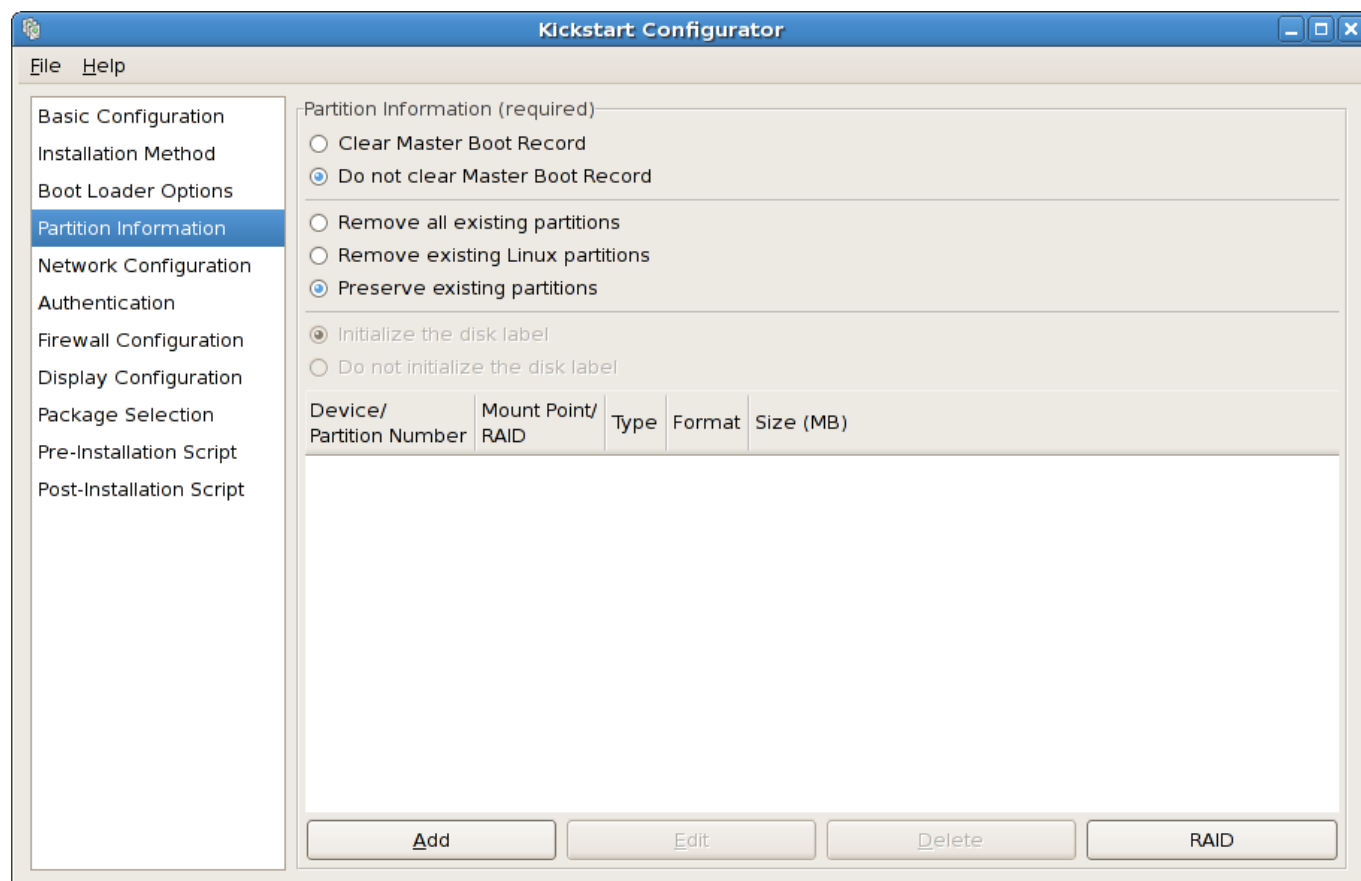 Kickstart Configurator
File Help
Basic Configuration
Installation Method
Boot Loader Options
Partition Information
Network Configuration
Authentication
Firewall Configuration
Display Configuration
Package Selection
Pre-Installation Script
Post-Installation Script
Partition Information (required)
Clear Master Boot Record
Do not clear Master Boot Record
Remove all existing partitions
Remove existing Linux partitions
Preserve existing partitions
Initialize the disk label
Do not initialize the disk label
Device/
Partition Number
Mount Point/
RAID
Type
Format
Size (MB)
Add
Edit
Delete
RAID